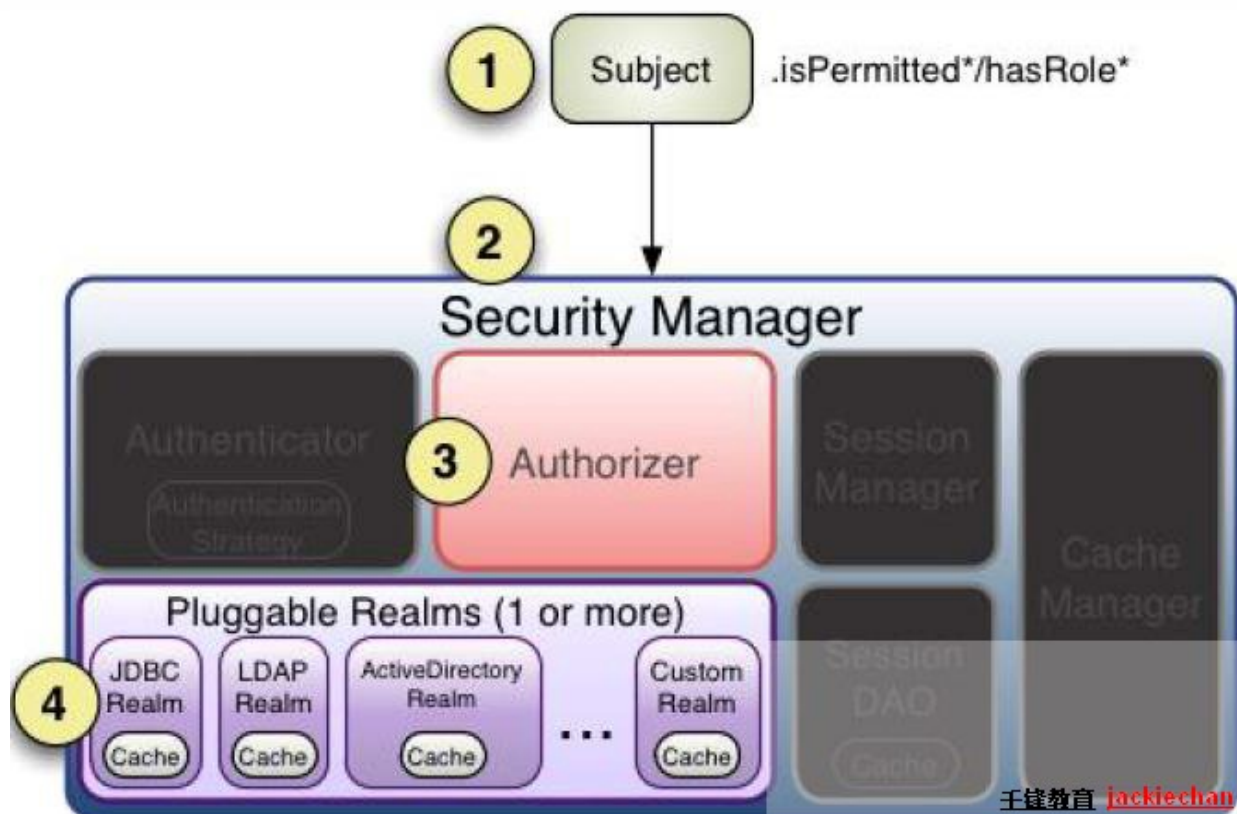 1
Subject
.isPermitted*/hasRole*
2
Security Manager
Authenticator
Authentication
Strategy
3
Authorizer
Session
Manager
Cache
Manager
Pluggable Realms (1 or more)
4
JDBC
Realm
Cache
LDAP
Realm
Cache
ActiveDirectory
Realm
Cache
...
Custom
Realm
Cache
Session
DAO
Cache
千锋教育 jackiechan